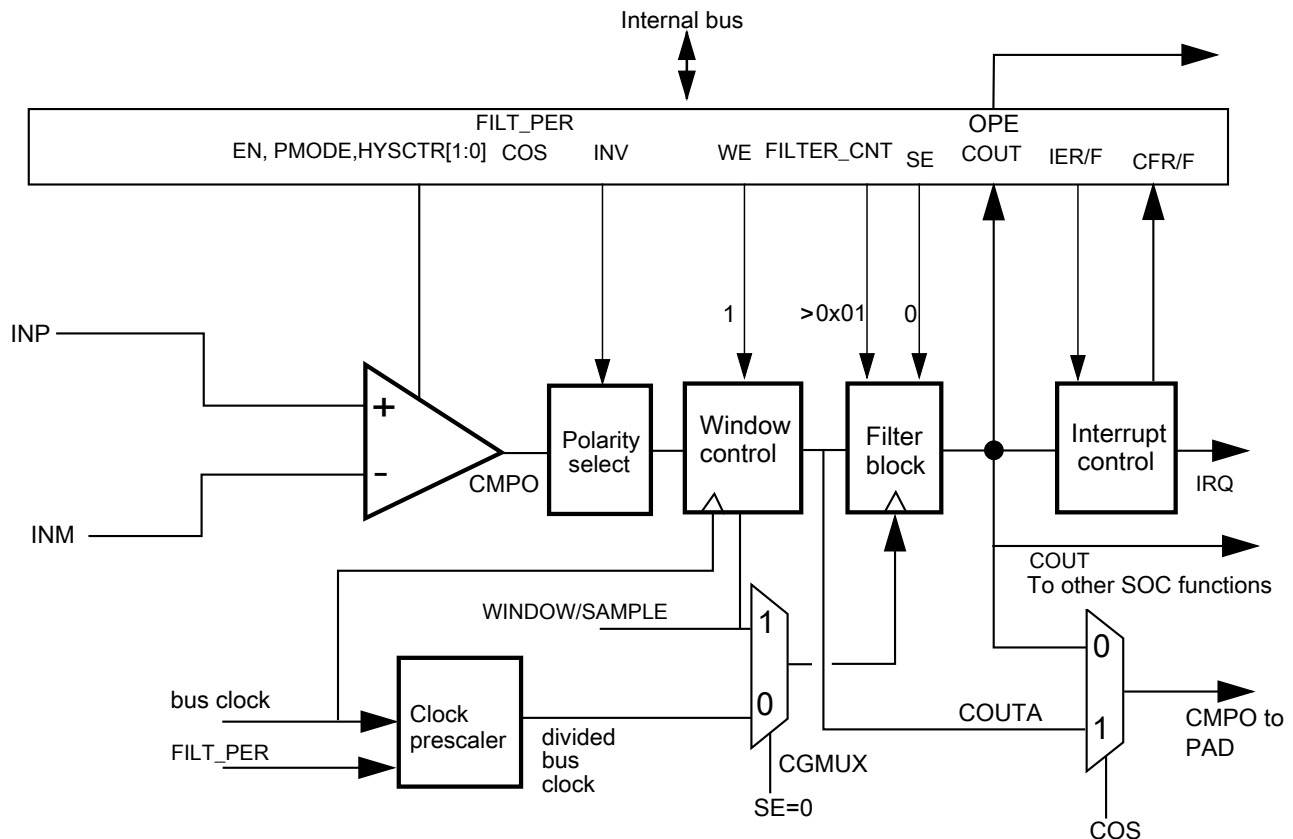 Internal bus
FILT_PER
OPE
EN, PMODE,HYSCTR[1:0]
COS
INV
WE
FILTER_CNT
SE
COUT
IER/F
CFR/F
1
>0x01
0
INP
+
-
INM
CMPO
Polarity
select
Window
control
Filter
block
Interrupt
control
IRQ
COUT
To other SOC functions
WINDOW/SAMPLE
1
0
0
1
bus clock
FILT_PER
Clock
prescaler
divided
bus
clock
CGMUX
SE=0
COUTA
CMPO to
PAD
COS